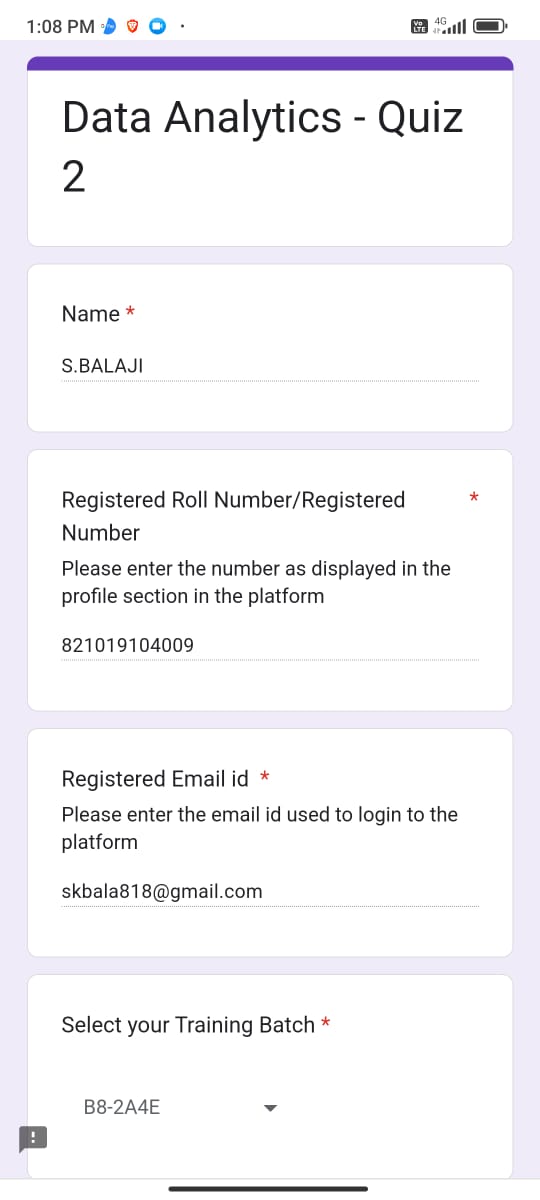 1:08 PM
Vo LTE 4G
Data Analytics - Quiz
2
Name *
S.BALAJI
Registered Roll Number/Registered *
Number
Please enter the number as displayed in the
profile section in the platform
821019104009
Registered Email id *
Please enter the email id used to login to the
platform
skbala818@gmail.com
Select your Training Batch *
B8-2A4E